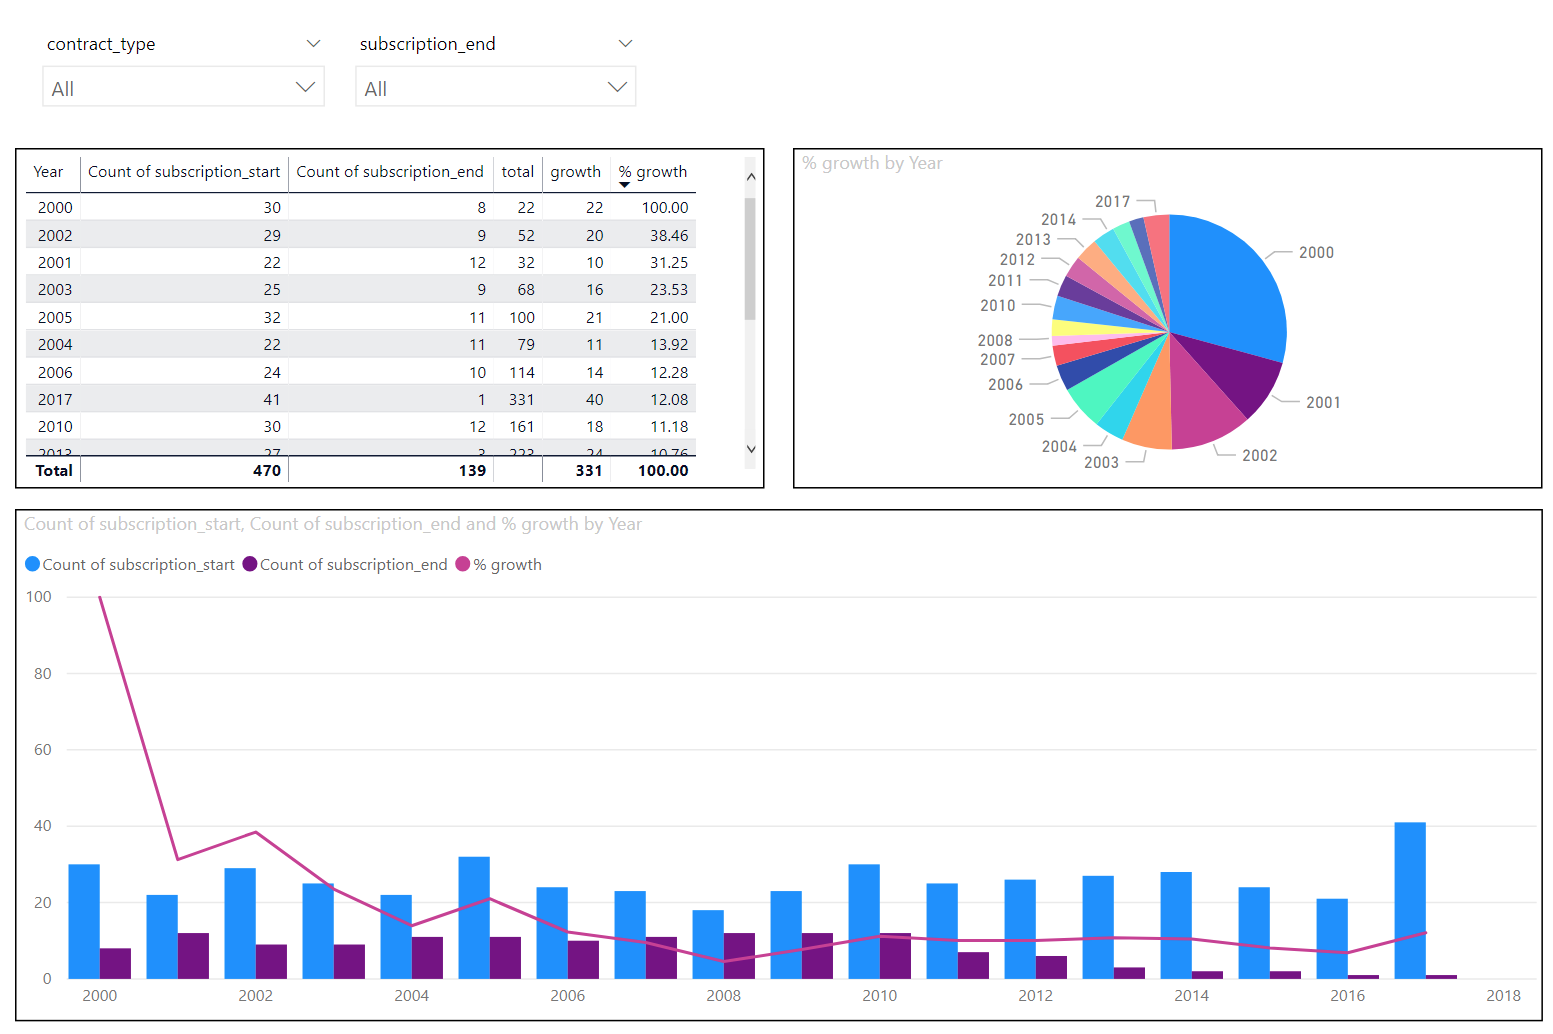 contract_type
subscription_end
All
All
Year Count of subscription_start Count of subscription_end total growth % growth
2000 30 8 22 22 100.00
2002 29 9 52 20 38.46
2001 22 12 32 10 31.25
2003 25 9 68 16 23.53
2005 32 11 100 21 21.00
2004 22 11 79 11 13.92
2006 24 10 114 14 12.28
2017 41 1 331 40 12.08
2010 30 12 161 18 11.18
2013 27 3 223 24 10.76
Total 470 139 331 100.00
% growth by Year
2017
2014
2013
2012
2011
2010
2008
2007
2006
2005
2004
2003
2000
2001
2002
Count of subscription_start, Count of subscription_end and % growth by Year
Count of subscription_start Count of subscription_end % growth
100
80
60
40
20
0
2000 2002 2004 2006 2008 2010 2012 2014 2016 2018